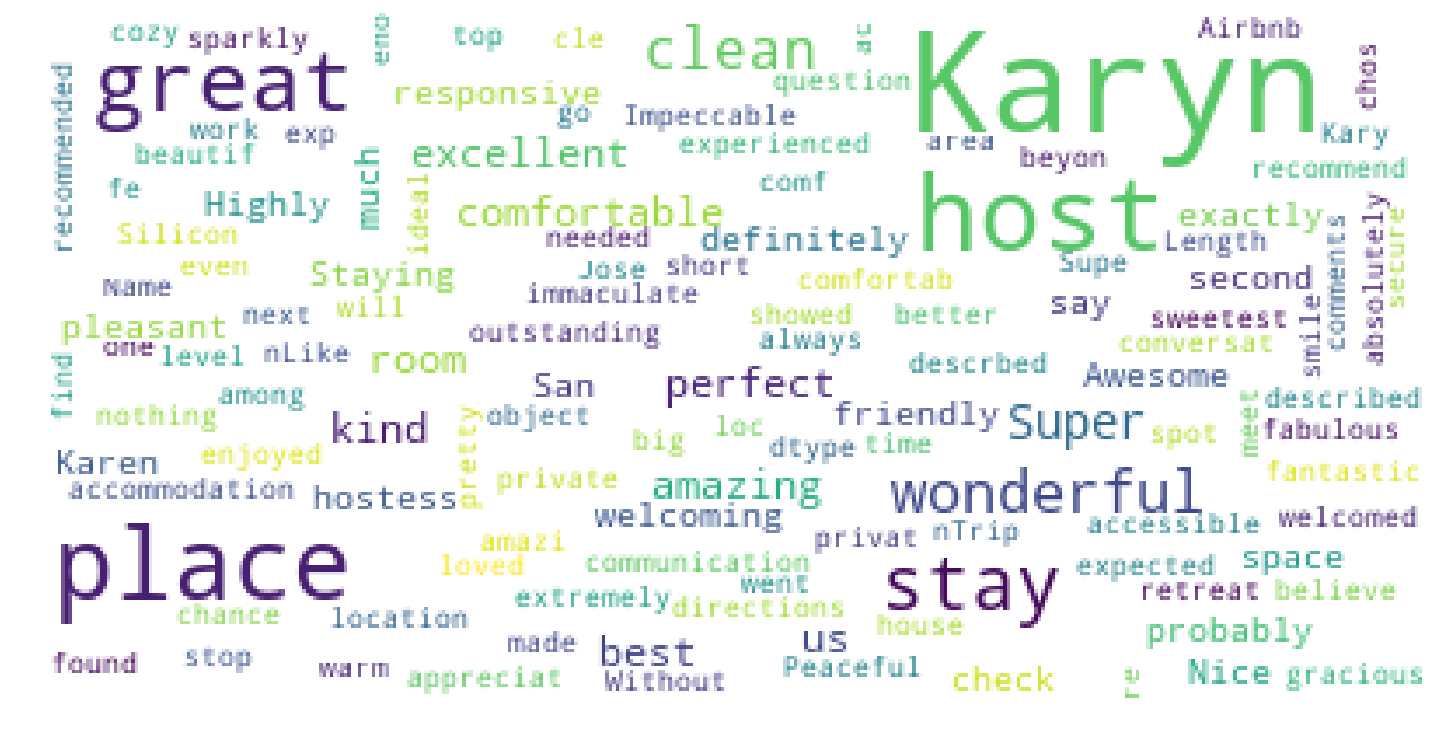 cozy
sparkly
eno
top
cle
clean
ac
Karyn
Airbnb
chos
great
recommended
responsive
question
go
Impeccable
work
exp
beautif
excellent
experienced
area
beyon
Kary
recommend
much
fe
Highly
ideal
comfortable
comf
host
exactly
Silicon
needed
definitely
Length
absolutely
secure
comments
even
Staying
Jose
short
Supe
comfortab
second
Name
immaculate
next
will
say
smile
pleasant
outstanding
showed
better
sweetest
one
level
nLike
room
always
conversat
find
descrbed
among
San
perfect
Awesome
nothing
kind
pretty
object
friendly
Super
described
big
loc
dtype
time
spot
meet
fabulous
Karen
enjoyed
accommodation
hostess
private
amazing
wonderful
fantastic
welcoming
privat
nTrip
accessible
welcomed
place
amazi
loved
communication
stay
expected
space
went
extremely
directions
retreat
believe
chance
location
house
probably
found
stop
warm
made
best
us
appreciat
Without
Peaceful
check
re
Nice
gracious